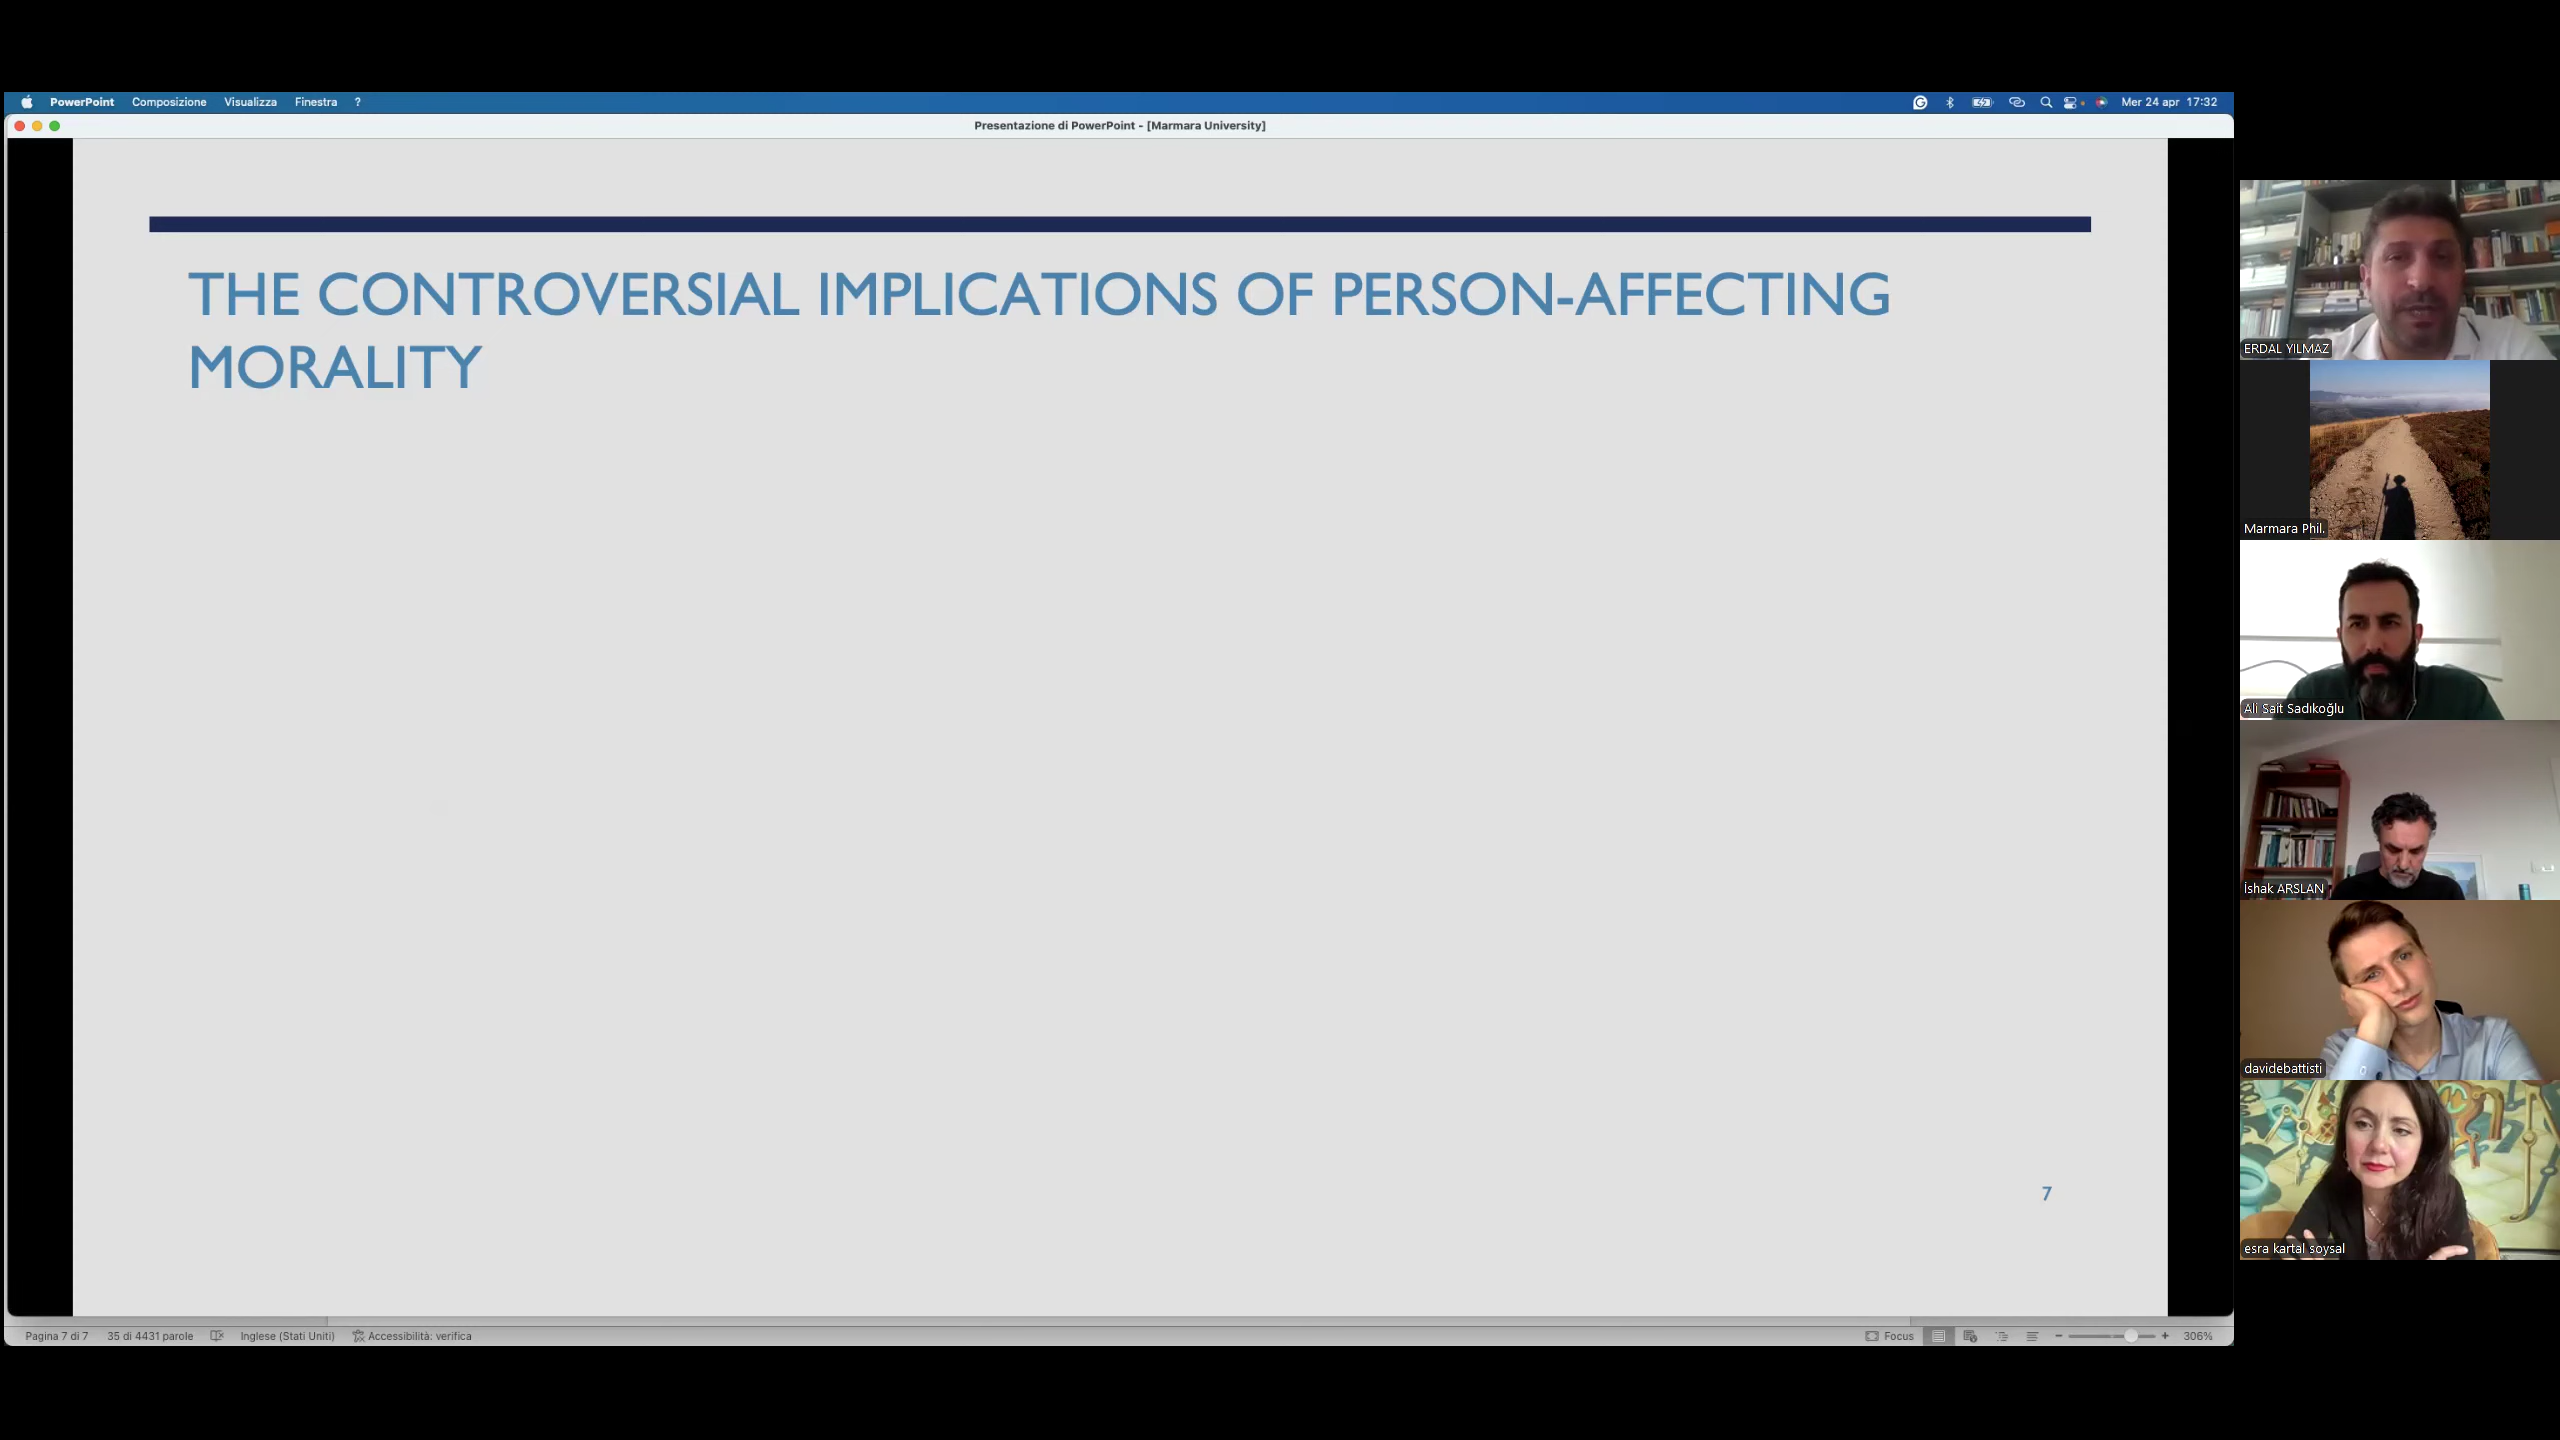 PowerPoint Composizione Visualizza Finestra ? Mer 24 apr 17:32
Presentazione di PowerPoint - [Marmara University]
THE CONTROVERSIAL IMPLICATIONS OF PERSON-AFFECTING
MORALITY
7
Pagina 7 di 7 35 di 4431 parole Inglese (Stati Uniti) Accessibilità: verifica Focus 306%
ERDAL YILMAZ
Marmara Phil.
Ali Sait Sadıkoğlu
İshak ARSLAN
davidebattisti
esra kartal soysal